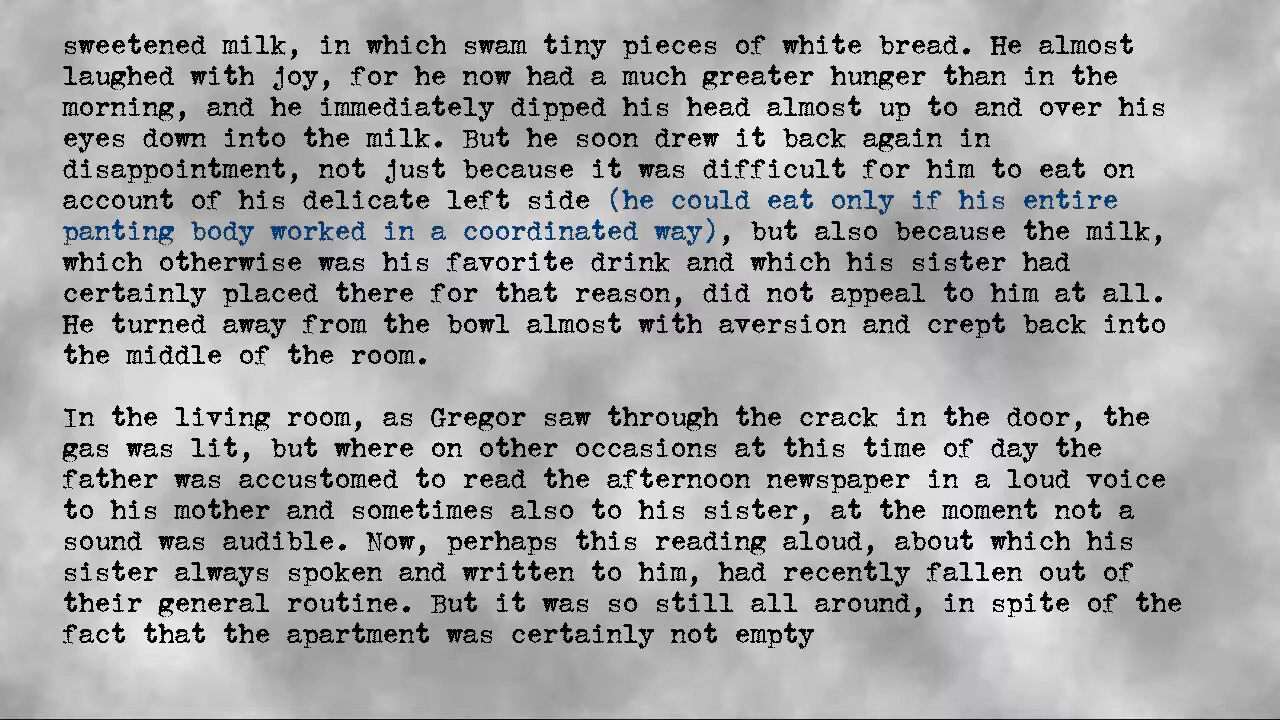 sweetened milk, in which swam tiny pieces of white bread. He almost
laughed with joy, for he now had a much greater hunger than in the
morning, and he immediately dipped his head almost up to and over his
eyes down into the milk. But he soon drew it back again in
disappointment, not just because it was difficult for him to eat on
account of his delicate left side (he could eat only if his entire
panting body worked in a coordinated way), but also because the milk,
which otherwise was his favorite drink and which his sister had
certainly placed there for that reason, did not appeal to him at all.
He turned away from the bowl almost with aversion and crept back into
the middle of the room.
In the living room, as Gregor saw through the crack in the door, the
gas was lit, but where on other occasions at this time of day the
father was accustomed to read the afternoon newspaper in a loud voice
to his mother and sometimes also to his sister, at the moment not a
sound was audible. Now, perhaps this reading aloud, about which his
sister always spoken and written to him, had recently fallen out of
their general routine. But it was so still all around, in spite of the
fact that the apartment was certainly not empty